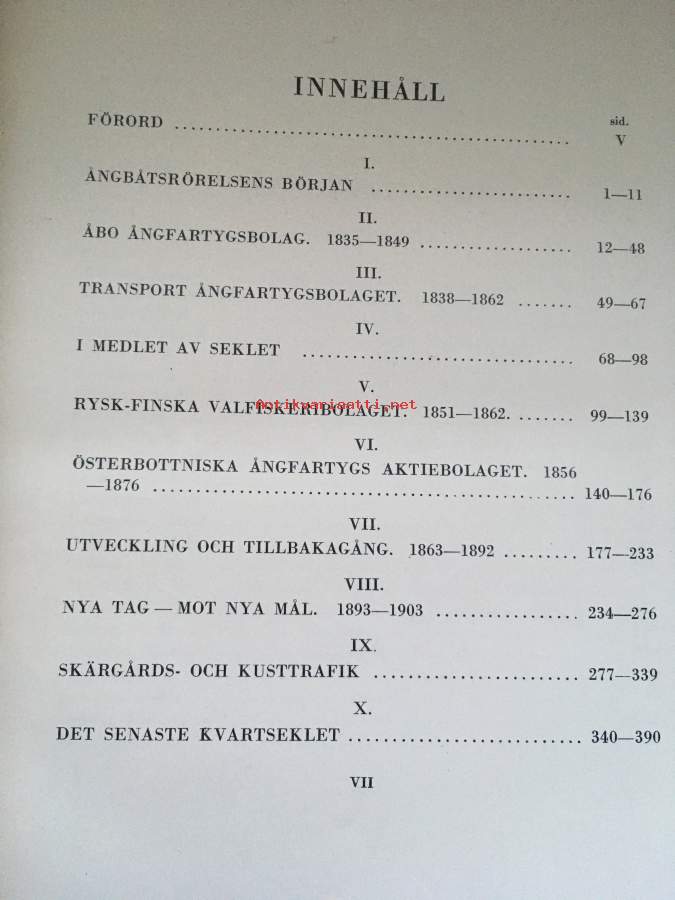 INNEHÅLL
sid.
FÖRORD ................................................ V
I.
ÅNGBÅTSRÖRELSENS BÖRJAN ........................ 1—11
II.
ÅBO ÅNGFARTYGSBOLAG. 1835—1849 ................... 12—48
III.
TRANSPORT ÅNGFARTYGSBOLAGET. 1838—1862 ....... 49—67
IV.
I MEDLET AV SEKLET ................................. 68—98
V.
RYSK-FINSKA VALFISKERIBOLAGET. 1851—1862. ....... 99—139
Antikvariaatti.net
VI.
ÖSTERBOTTNISKA ÅNGFARTYGS AKTIEBOLAGET. 1856
—1876 ................................................. 140—176
VII.
UTVECKLING OCH TILLBAKAGÅNG. 1863—1892 ......... 177—233
VIII.
NYA TAG — MOT NYA MÅL. 1893—1903 ................. 234—276
IX.
SKÄRGÅRDS- OCH KUSTTRAFIK ........................ 277—339
X.
DET SENASTE KVARTSEKLET ........................... 340—390
VII